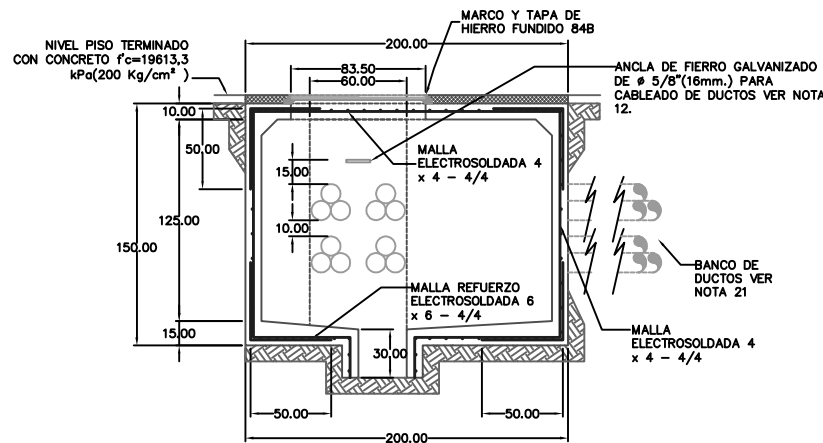 MARCO Y TAPA DE
HIERRO FUNDIDO 84B
NIVEL PISO TERMINADO
CON CONCRETO f'c=19613,3
kPa(200 Kg/cm² )
200.00
83.50
60.00
ANCLA DE FIERRO GALVANIZADO
DE ø 5/8"(16mm.) PARA
CABLEADO DE DUCTOS VER NOTA
12.
10.00
50.00
MALLA
ELECTROSOLDADA 4
x 4 - 4/4
15.00
125.00
150.00
10.00
BANCO DE
DUCTOS VER
NOTA 21
MALLA REFUERZO
ELECTROSOLDADA 6
x 6 - 4/4
15.00
30.00
MALLA
ELECTROSOLDADA 4
x 4 - 4/4
50.00
50.00
200.00